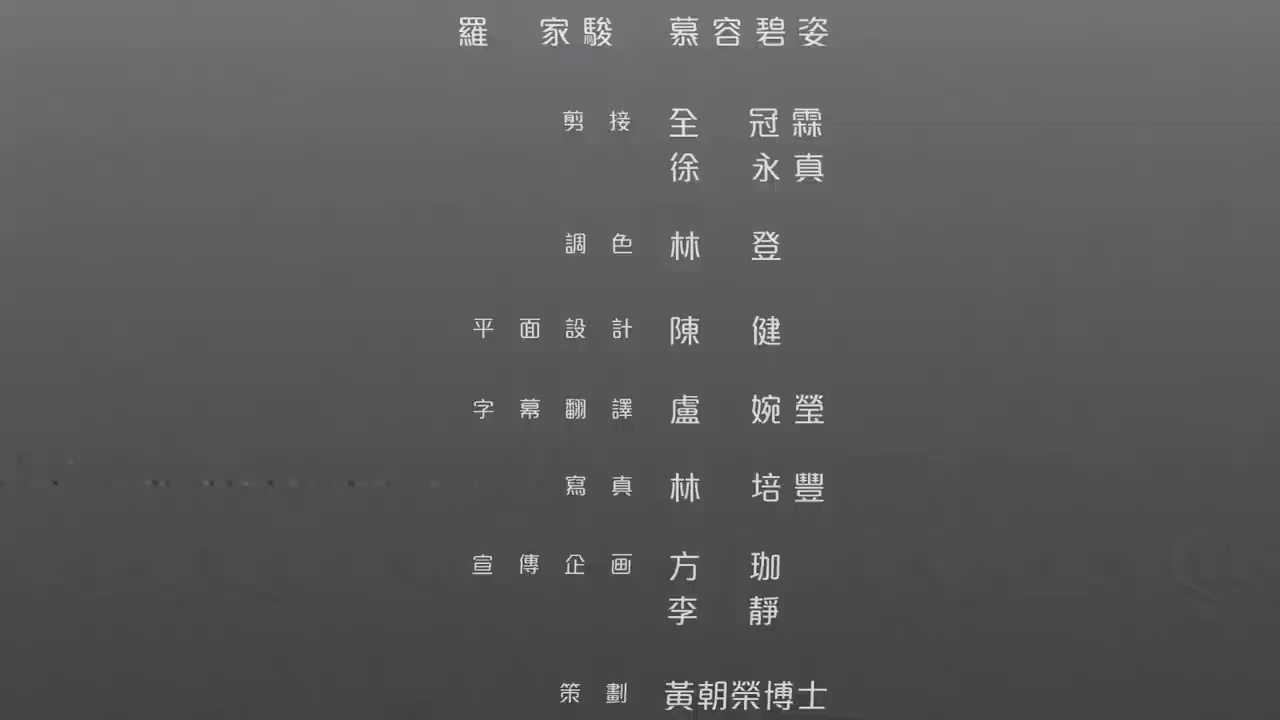 羅 家駿 慕容碧姿
剪接 全 冠霖
徐 永真
調色 林 登
平面設計 陳 健
字幕翻譯 盧 婉瑩
寫真 林 培豐
宣傳企画 方 珈
李 靜
策劃 黃朝榮博士